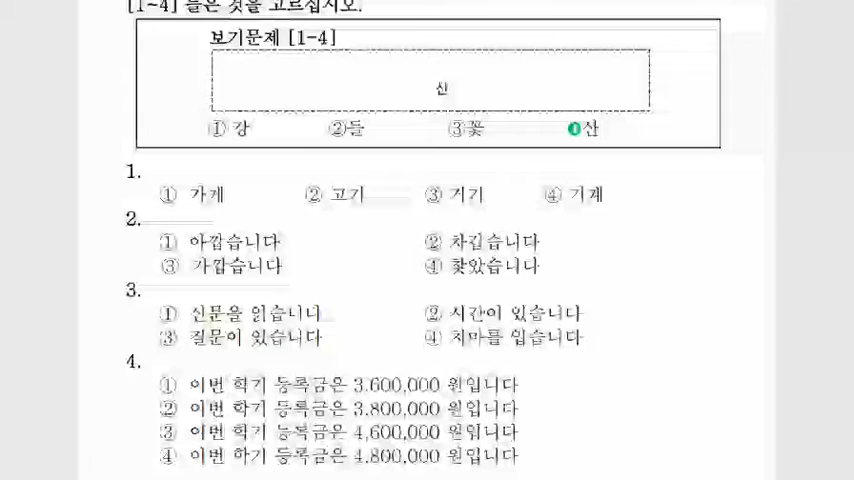 [1~4] 들은 것을 고르십시오.
보기문제 [1-4]
산
① 강 ② 들 ③ 꽃 산
1.
① 가게 ② 고기 ③ 거기 ④ 기계
2.
① 아깝습니다 ② 차갑습니다
③ 가깝습니다 ④ 찾았습니다
3.
① 신문을 읽습니다 ② 시간이 있습니다
③ 질문이 있습니다 ④ 치마를 입습니다
4.
① 이번 학기 등록금은 3,600,000 원입니다
② 이번 학기 등록금은 3,800,000 원입니다
③ 이번 학기 등록금은 4,600,000 원입니다
④ 이번 학기 등록금은 4,800,000 원입니다